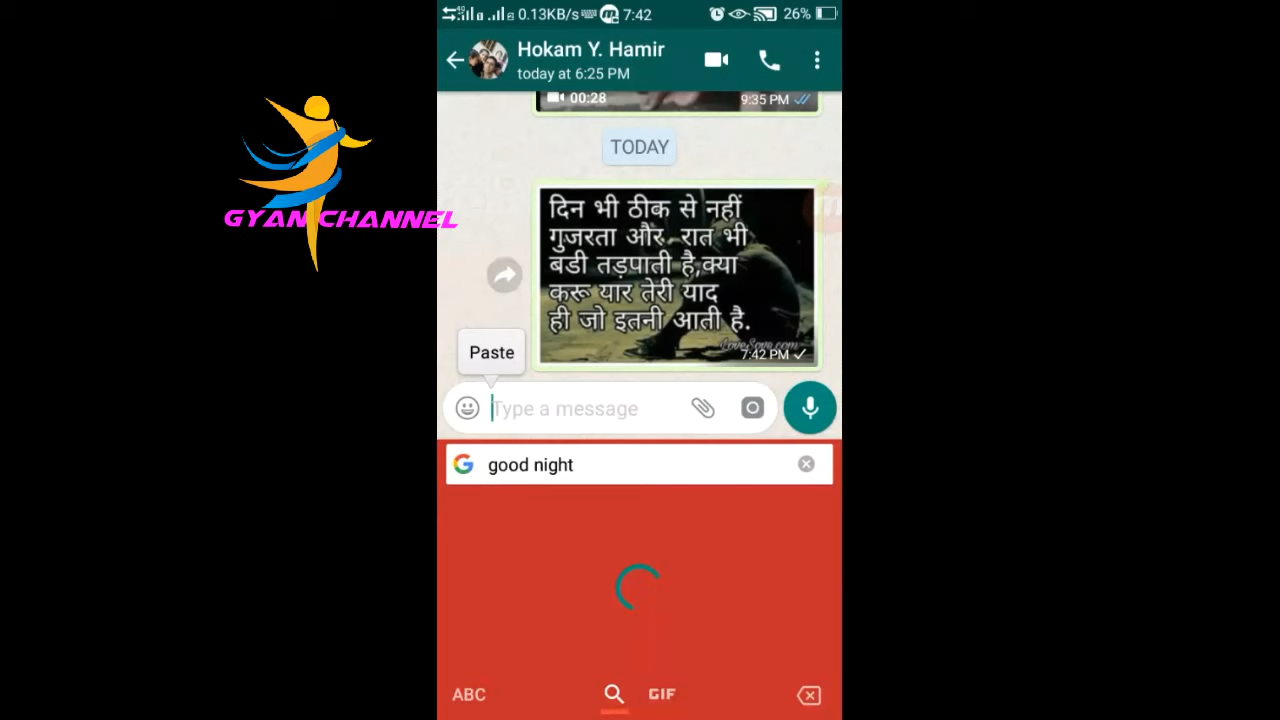 0.13KB/s 7:42 26%
Hokam Y. Hamir
today at 6:25 PM
00:28 9:35 PM
TODAY
GYAN CHANNEL
दिन भी ठीक से नहीं
गुजरता और, रात भी
बडी तड़पाती है,क्या
करू यार तेरी याद
ही जो इतनी आती है.
LoveSove.com
7:42 PM
Paste
Type a message
good night
ABC GIF